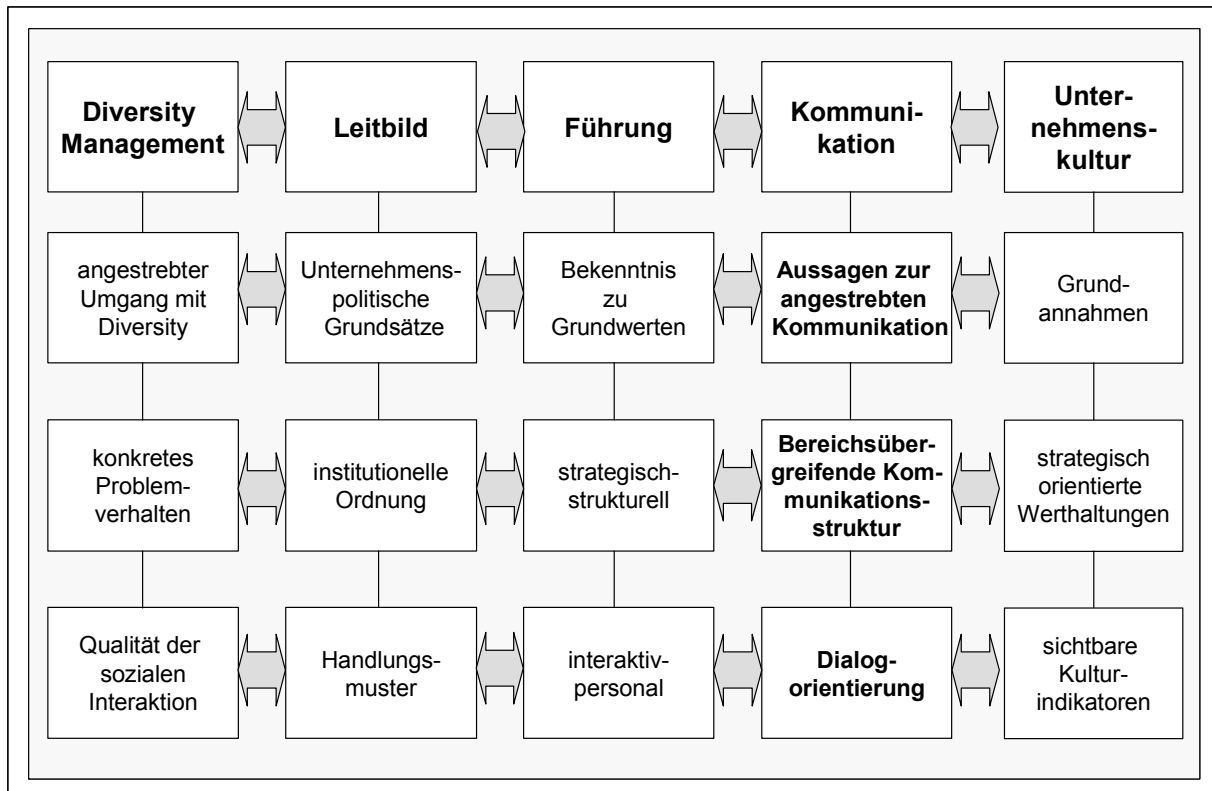 Diversity
Management
Leitbild
Führung
Kommuni-
kation
Unter-
nehmens-
kultur
angestrebter
Umgang mit
Diversity
Unternehmens-
politische
Grundsätze
Bekenntnis
zu
Grundwerten
Aussagen zur
angestrebten
Kommunikation
Grund-
annahmen
konkretes
Problem-
verhalten
institutionelle
Ordnung
strategisch-
strukturell
Bereichsüber-
greifende Kom-
munikations-
struktur
strategisch
orientierte
Werthaltungen
Qualität der
sozialen
Interaktion
Handlungs-
muster
interaktiv-
personal
Dialog-
orientierung
sichtbare
Kultur-
indikatoren